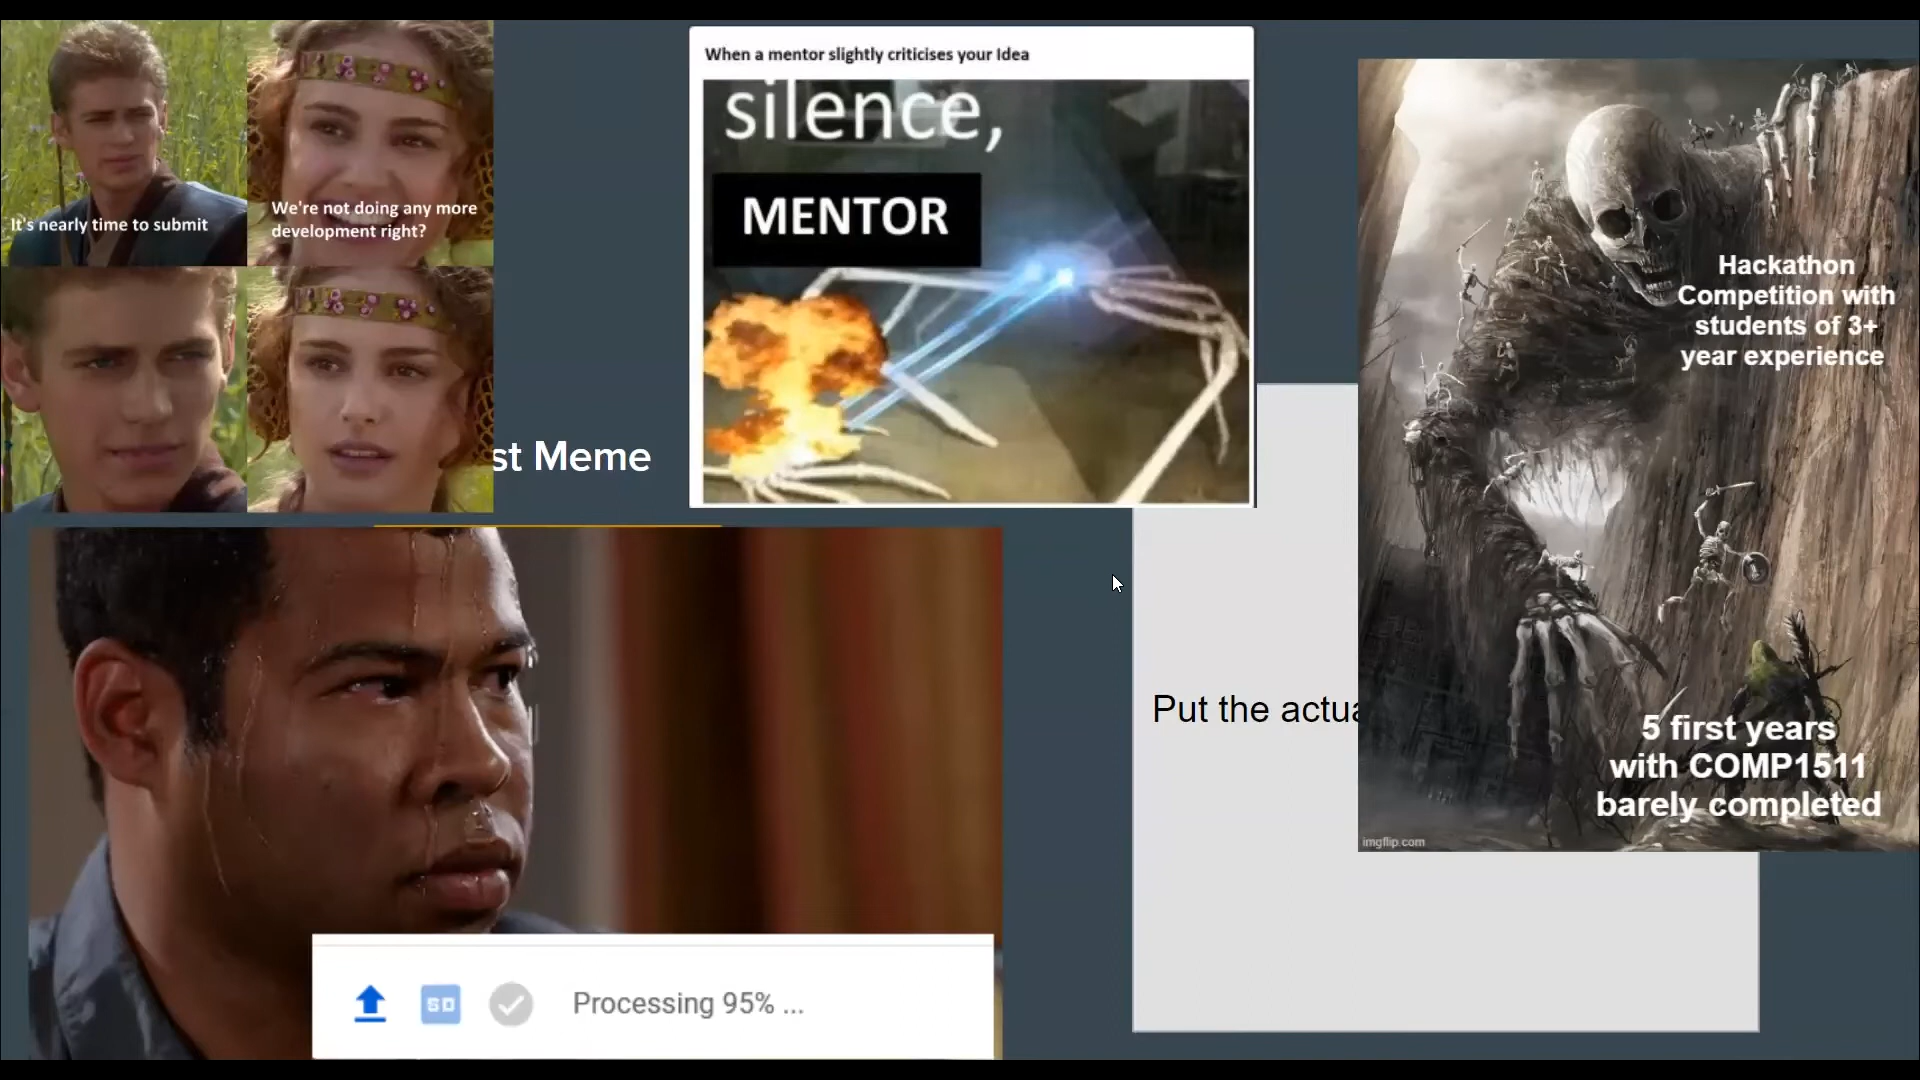 It's nearly time to submit
We're not doing any more
development right?
When a mentor slightly criticises your Idea
silence,
MENTOR
Hackathon
Competition with
students of 3+
year experience
5 first years
with COMP1511
barely completed
imgflip.com
st Meme
Put the actua
SD
Processing 95% ...